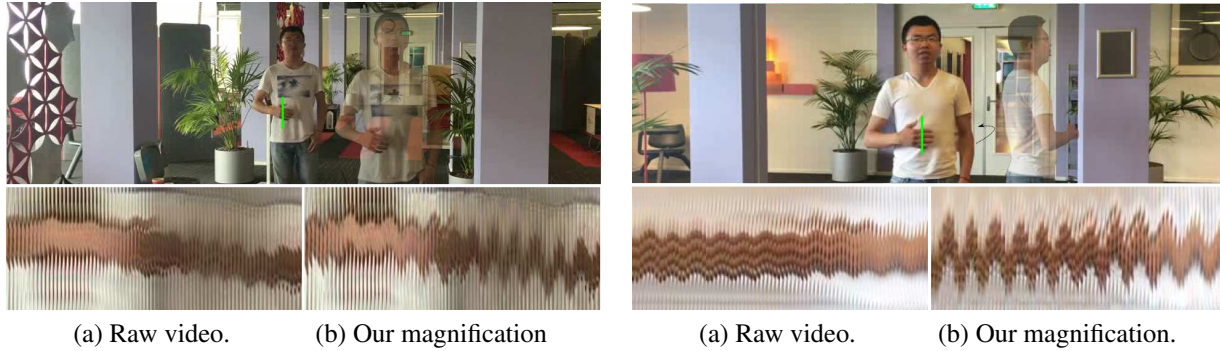 (a) Raw video.
(b) Our magnification
(a) Raw video.
(b) Our magnification.